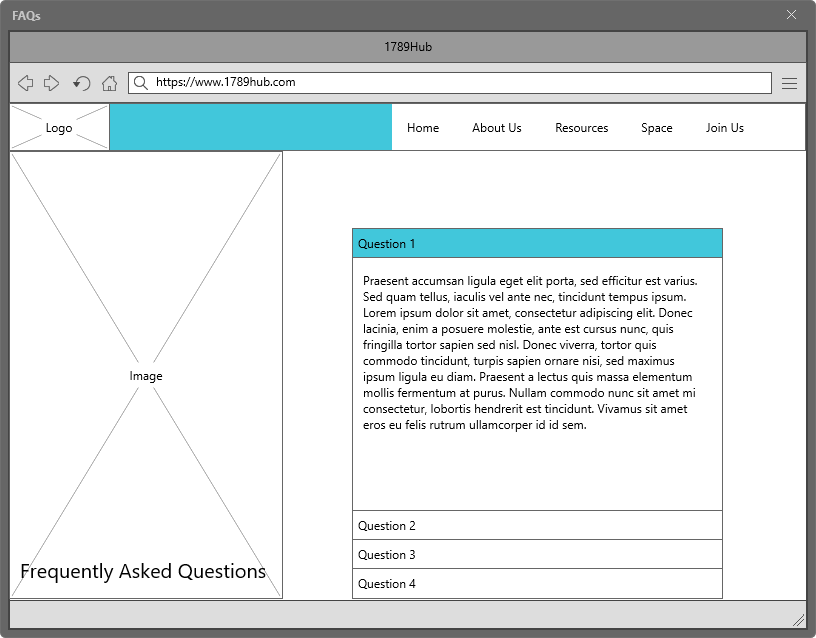 FAQs
1789Hub
https://www.1789hub.com
Logo
Home
About Us
Resources
Space
Join Us
Image
Frequently Asked Questions
Question 1
Praesent accumsan ligula eget elit porta, sed efficitur est varius.
Sed quam tellus, iaculis vel ante nec, tincidunt tempus ipsum.
Lorem ipsum dolor sit amet, consectetur adipiscing elit. Donec
lacinia, enim a posuere molestie, ante est cursus nunc, quis
fringilla tortor sapien sed nisl. Donec viverra, tortor quis
commodo tincidunt, turpis sapien ornare nisi, sed maximus
ipsum ligula eu diam. Praesent a lectus quis massa elementum
mollis fermentum at purus. Nullam commodo nunc sit amet mi
consectetur, lobortis hendrerit est tincidunt. Vivamus sit amet
eros eu felis rutrum ullamcorper id id sem.
Question 2
Question 3
Question 4